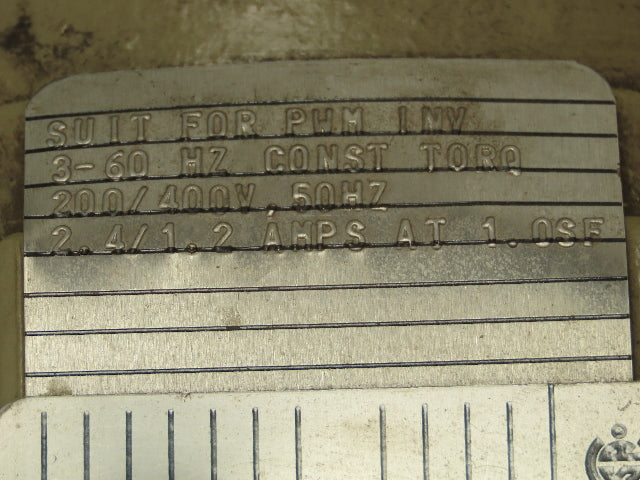 SUIT FOR PWM INV
3-60 HZ CONST TORQ
200/400V.50HZ
2.4/1.2 AMPS AT 1.0SF